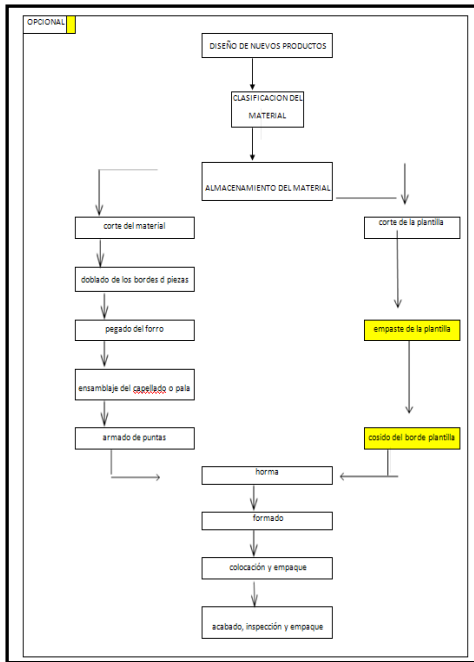 OPCIONAL
DISEÑO DE NUEVOS PRODUCTOS
CLASIFICACION DEL
MATERIAL
ALMACENAMIENTO DEL MATERIAL
corte del material
corte de la plantilla
doblado de los bordes d piezas
pegado del forro
empaste de la plantilla
ensamblaje del capellado o pala
armado de puntas
cosido del borde plantilla
horma
formado
colocación y empaque
acabado, inspección y empaque